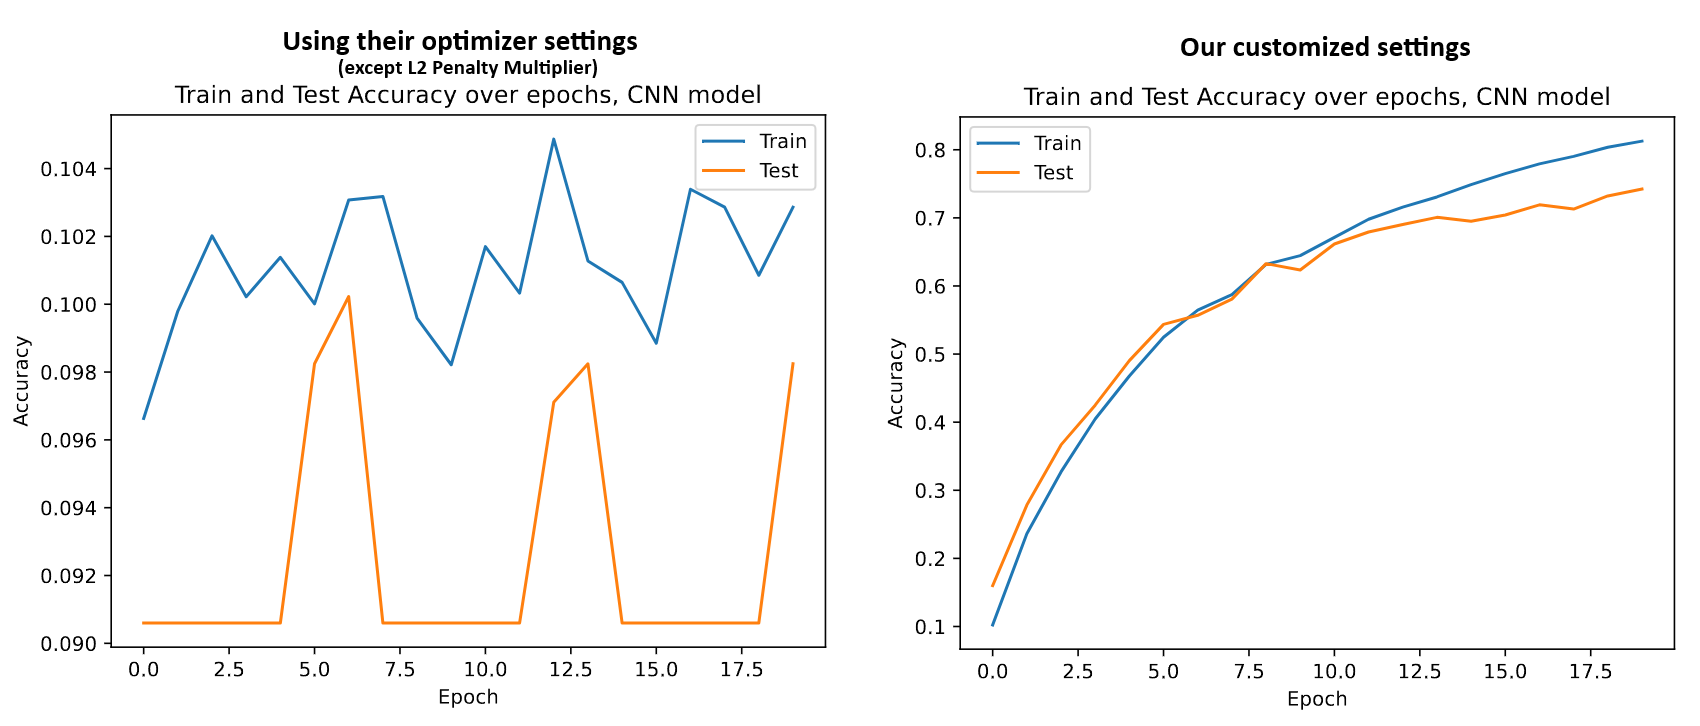 Using their optimizer settings
(except L2 Penalty Multiplier)
Train and Test Accuracy over epochs, CNN model
Train
Test
0.104
0.102
0.100
0.098
0.096
0.094
0.092
0.090
Accuracy
0.0 2.5 5.0 7.5 10.0 12.5 15.0 17.5
Epoch
Our customized settings
Train and Test Accuracy over epochs, CNN model
Train
Test
0.8
0.7
0.6
0.5
0.4
0.3
0.2
0.1
Accuracy
0.0 2.5 5.0 7.5 10.0 12.5 15.0 17.5
Epoch